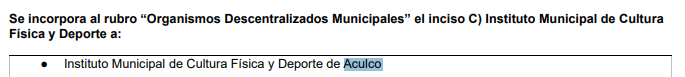 Se incorpora al rubro “Organismos Descentralizados Municipales” el inciso C) Instituto Municipal de Cultura
Física y Deporte a:
● Instituto Municipal de Cultura Física y Deporte de Aculco